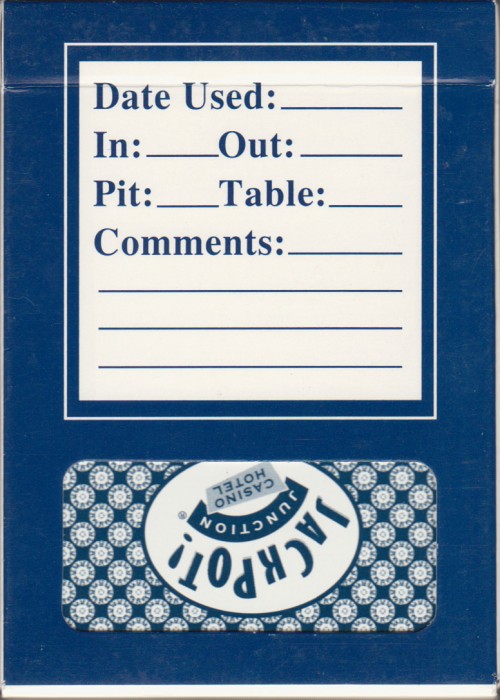 Date Used:
In: Out:
Pit: Table:
Comments:
JACKPOT!
JUNCTION®
CASINO
HOTEL